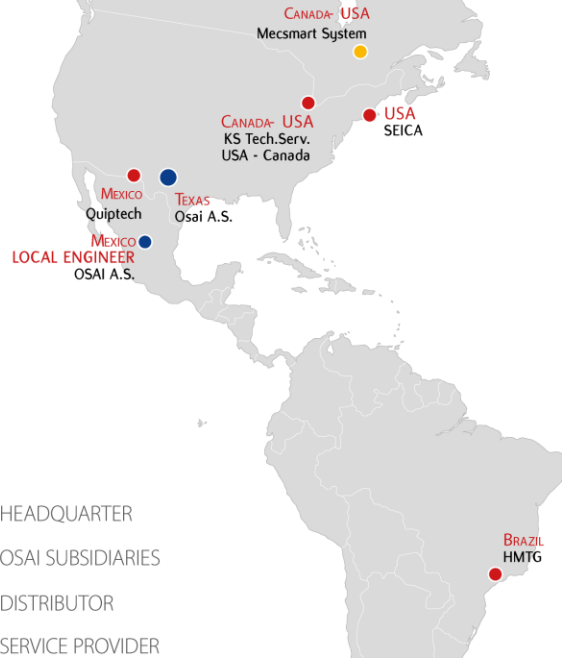 CANADA- USA
Mecsmart System
CANADA- USA
KS Tech.Serv.
USA - Canada
USA
SEICA
MEXICO
Quiptech
TEXAS
Osai A.S.
MEXICO
LOCAL ENGINEER
OSAI A.S.
BRAZIL
HMTG
HEADQUARTER
OSAI SUBSIDIARIES
DISTRIBUTOR
SERVICE PROVIDER